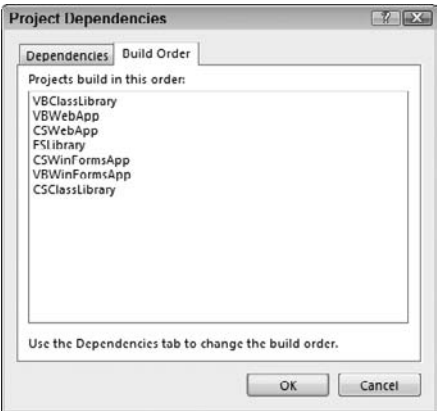 Project Dependencies
Dependencies Build Order
Projects build in this order:
VBClassLibrary
VBWebApp
CSWebApp
FSLibrary
CSWinFormsApp
VBWinFormsApp
CSClassLibrary
Use the Dependencies tab to change the build order.
OK Cancel